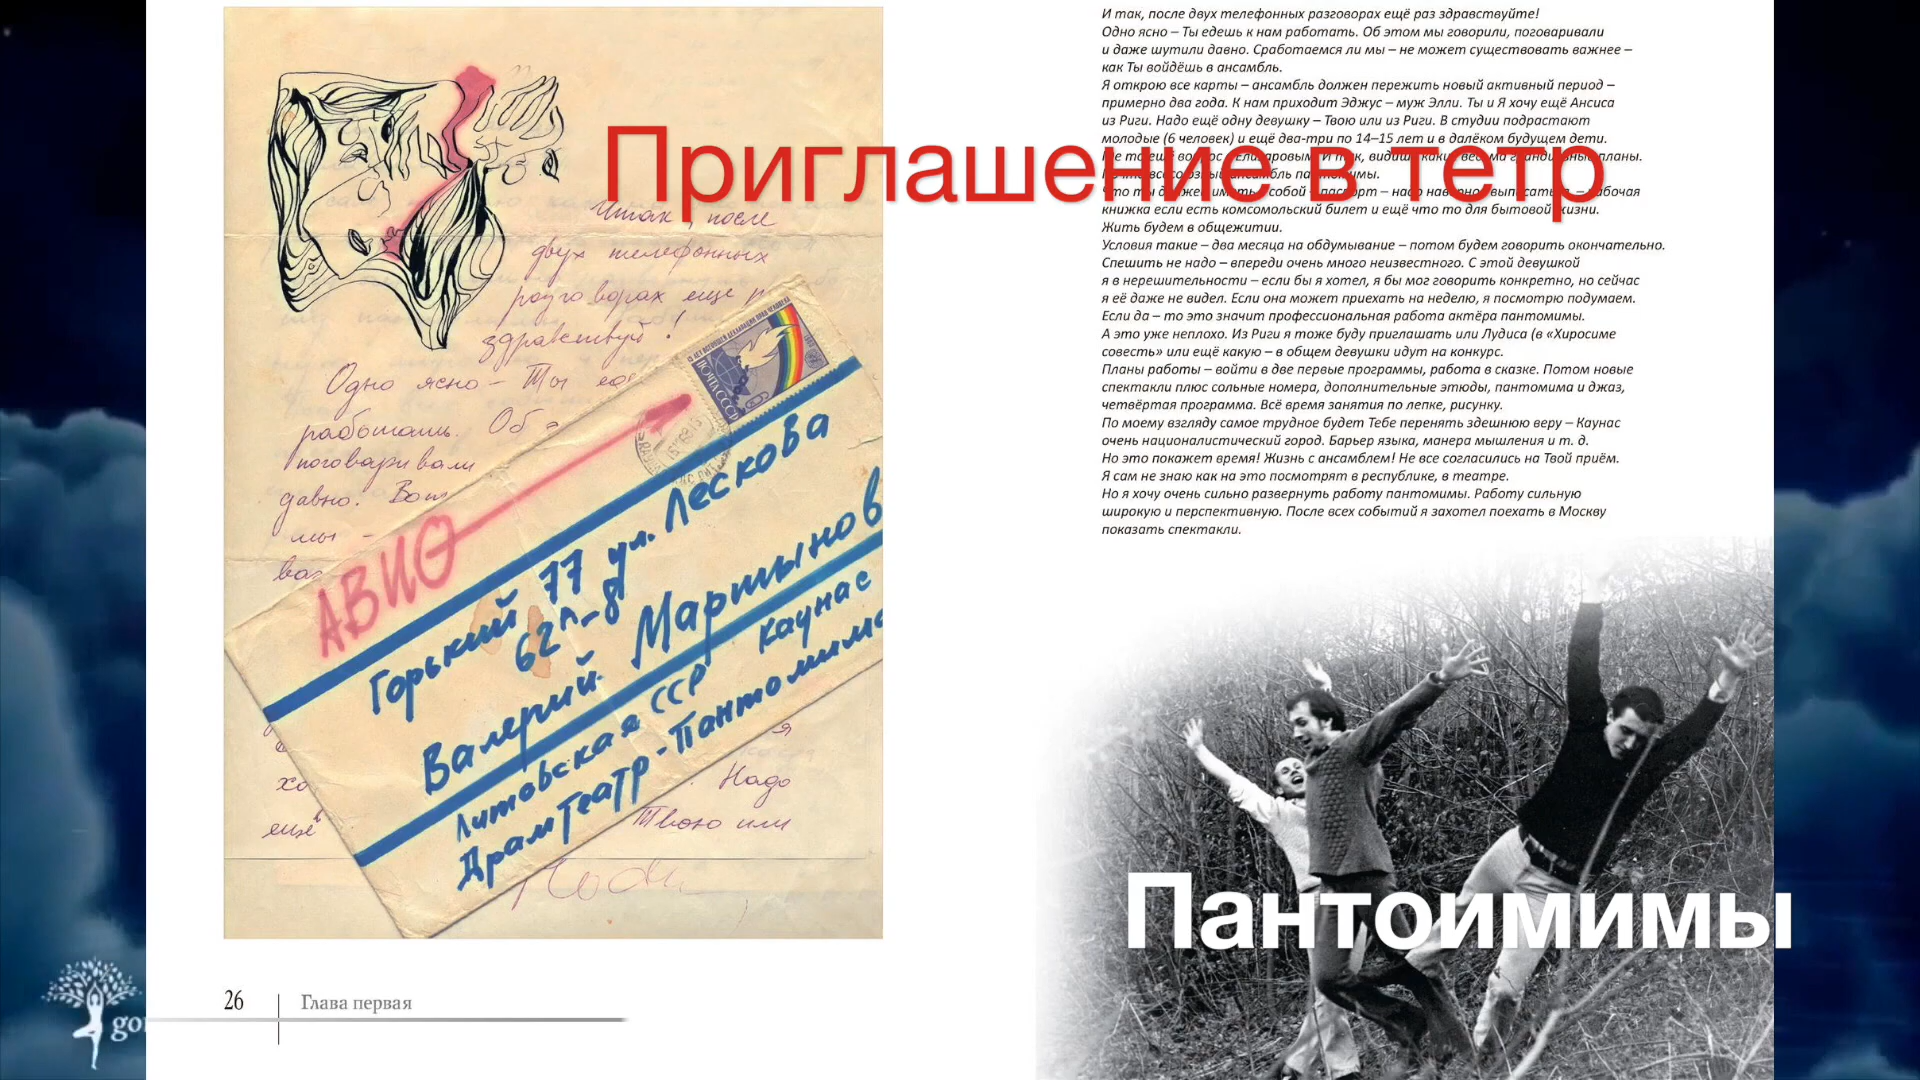 Приглашение в тетр
Пантоимимы
Итак, после
двух телефонных
разговорах еще р
здравствуй!
Одно ясно – Ты
работать. Об
поговаривали
давно.
мы –
хо
Надо
ещё
Твою или
ПОЧТА СССР
АВИО
Горький 77 ул. Лескова
62А-8
Валерий Мартынов
Литовская ССР Каунас
Драмтеатр-Пантомима
26
Глава первая
И так, после двух телефонных разговорах ещё раз здравствуйте!
Одно ясно – Ты едешь к нам работать. Об этом мы говорили, поговаривали
и даже шутили давно. Сработаемся ли мы – не может существовать важнее –
как Ты войдёшь в ансамбль.
Я открою все карты – ансамбль должен пережить новый активный период –
примерно два года. К нам приходит Эджус – муж Элли. Ты и Я хочу ещё Ансиса
из Риги. Надо ещё одну девушку – Твою или из Риги. В студии подрастают
молодые (6 человек) и ещё два-три по 14–15 лет и в далёком будущем дети.
планы.
книжка если есть комсомольский билет и ещё что то для бытовой жизни.
Жить будем в общежитии.
Условия такие – два месяца на обдумывание – потом будем говорить окончательно.
Спешить не надо – впереди очень много неизвестного. С этой девушкой
я в нерешительности – если бы я хотел, я бы мог говорить конкретно, но сейчас
я её даже не видел. Если она может приехать на неделю, я посмотрю подумаем.
Если да – то это значит профессиональная работа актёра пантомимы.
А это уже неплохо. Из Риги я тоже буду приглашать или Лудиса (в «Хиросиме
совесть» или ещё какую – в общем девушки идут на конкурс.
Планы работы – войти в две первые программы, работа в сказке. Потом новые
спектакли плюс сольные номера, дополнительные этюды, пантомима и джаз,
четвёртая программа. Всё время занятия по лепке, рисунку.
По моему взгляду самое трудное будет Тебе перенять здешнюю веру – Каунас
очень националистический город. Барьер языка, манера мышления и т. д.
Но это покажет время! Жизнь с ансамблем! Не все согласились на Твой приём.
Я сам не знаю как на это посмотрят в республике, в театре.
Но я хочу очень сильно развернуть работу пантомимы. Работу сильную
широкую и перспективную. После всех событий я захотел поехать в Москву
показать спектакли.